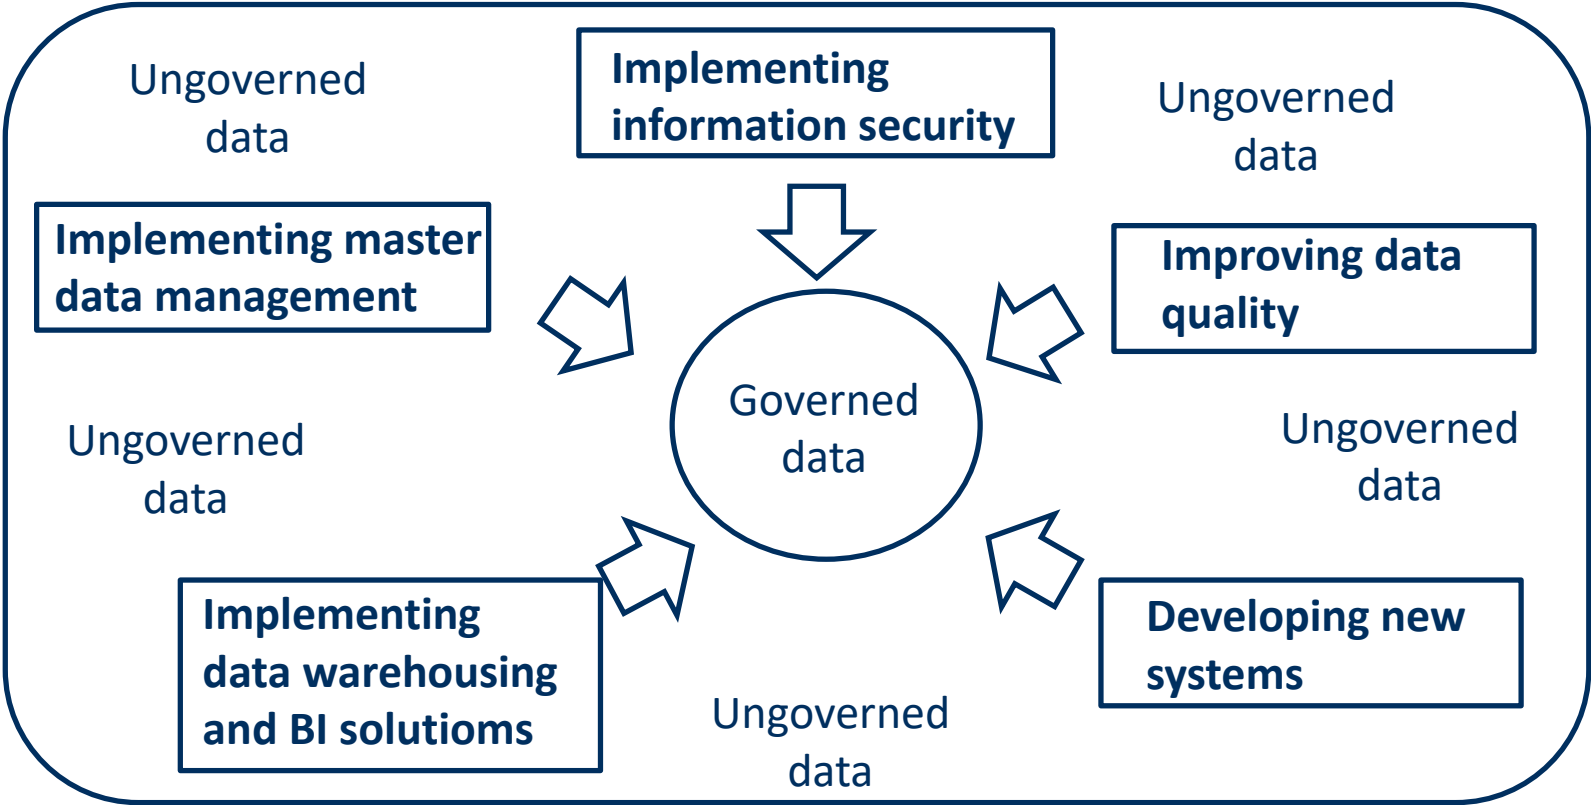 Ungoverned
data
Implementing
information security
Ungoverned
data
Implementing master
data management
Improving data
quality
Governed
data
Ungoverned
data
Ungoverned
data
Implementing
data warehousing
and BI solutioms
Developing new
systems
Ungoverned
data